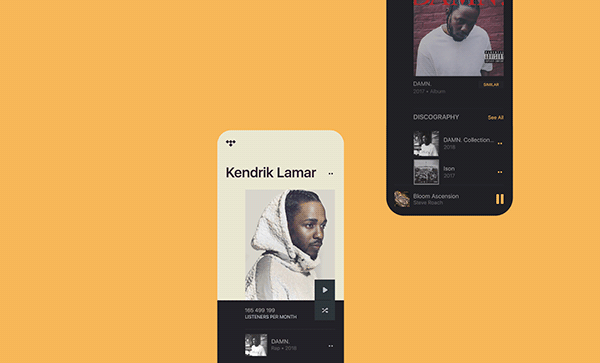 Kendrik Lamar
165 499 199
LISTENERS PER MONTH
DAMN.
Rap • 2018
DAMN.
2017 • Album
SIMILAR
DISCOGRAPHY
See All
DAMN. Collection...
2018
Ison
2017
Bloom Ascension
Steve Roach